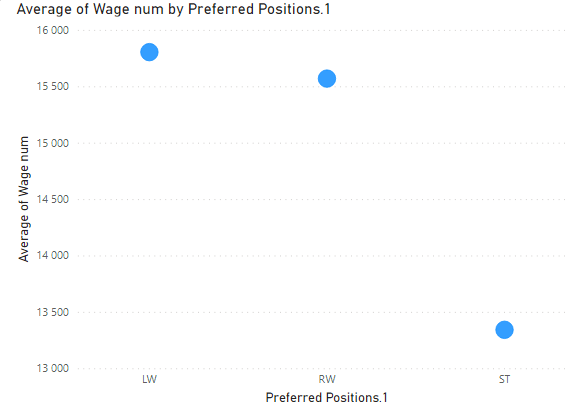 Average of Wage num by Preferred Positions.1
16 000
15 500
15 000
14 500
14 000
13 500
13 000
Average of Wage num
LW RW ST
Preferred Positions.1